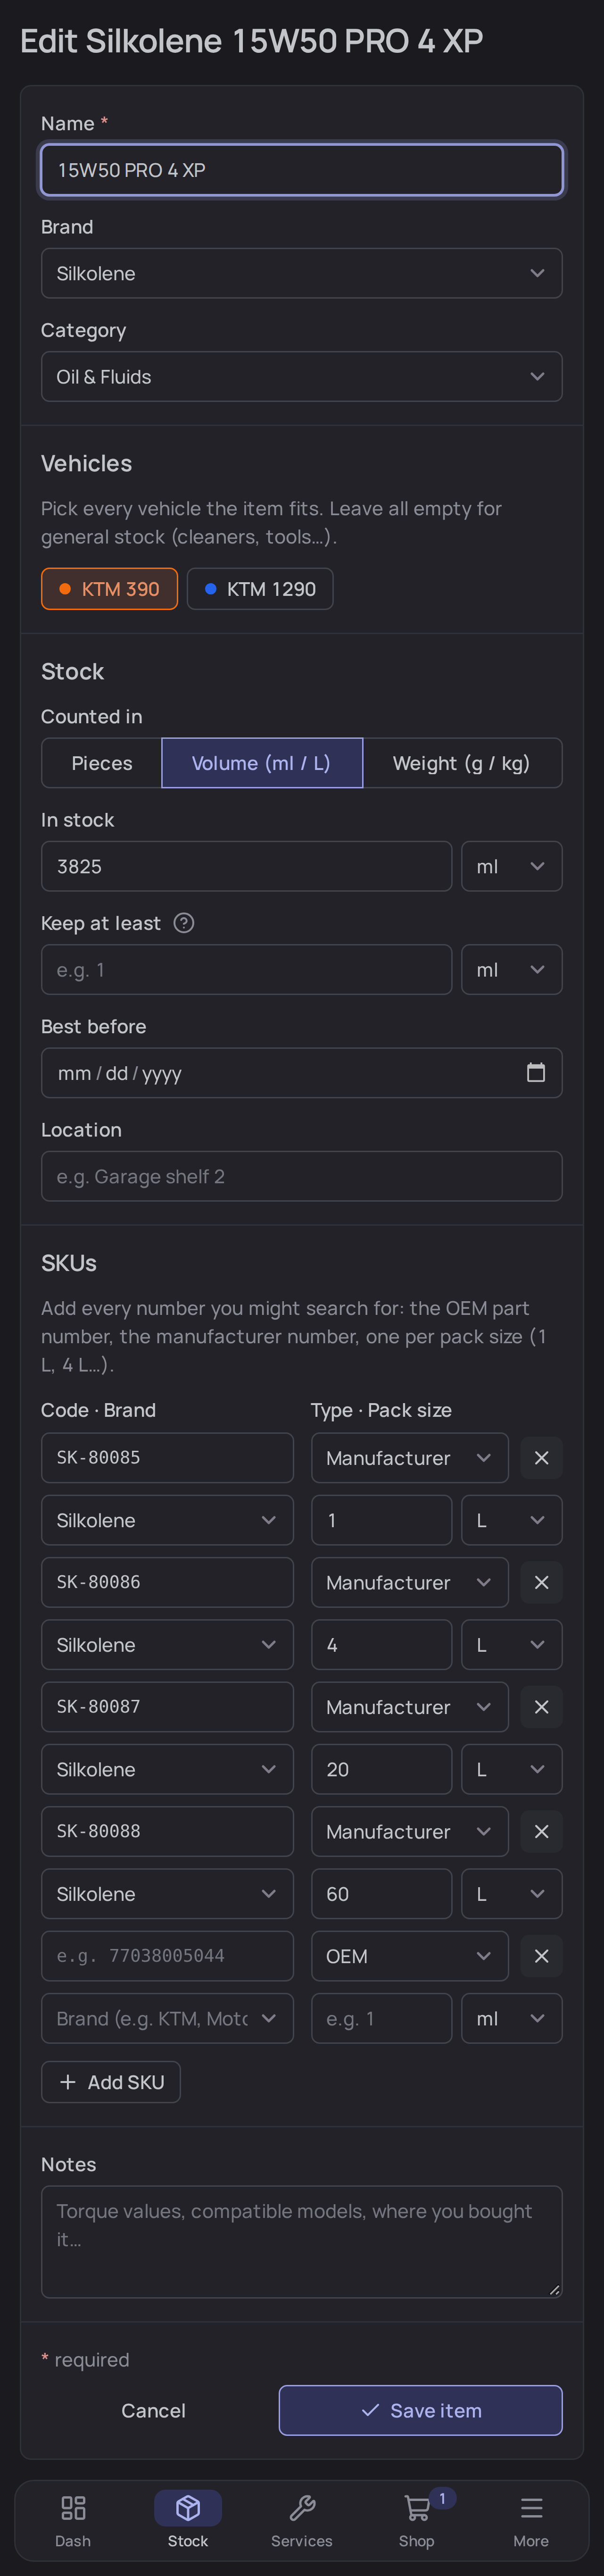 Edit Silkolene 15W50 PRO 4 XP
Name *
15W50 PRO 4 XP
Brand
Silkolene
Category
Oil & Fluids
Vehicles
Pick every vehicle the item fits. Leave all empty for
general stock (cleaners, tools…).
KTM 390
KTM 1290
Stock
Counted in
Pieces
Volume (ml / L)
Weight (g / kg)
In stock
3825
ml
Keep at least
e.g. 1
ml
Best before
mm/dd/yyyy
Location
e.g. Garage shelf 2
SKUs
Add every number you might search for: the OEM part
number, the manufacturer number, one per pack size (1
L, 4 L…).
Code · Brand
Type · Pack size
SK-80085
Manufacturer
Silkolene
1
L
SK-80086
Manufacturer
Silkolene
4
L
SK-80087
Manufacturer
Silkolene
20
L
SK-80088
Manufacturer
Silkolene
60
L
e.g. 77038005044
OEM
Brand (e.g. KTM, Moto
e.g. 1
ml
Add SKU
Notes
Torque values, compatible models, where you bought
it…
* required
Cancel
Save item
1
Dash
Stock
Services
Shop
More